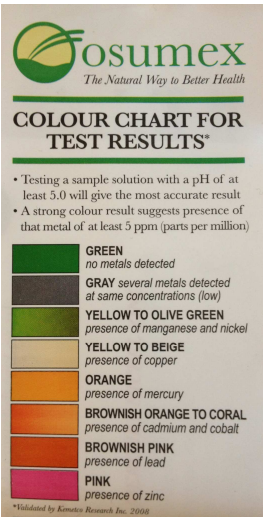 osumex
The Natural Way to Better Health
COLOUR CHART FOR
TEST RESULTS*
• Testing a sample solution with a pH of at
least 5.0 will give the most accurate result
• A strong colour result suggests presence of
that metal of at least 5 ppm (parts per million)
GREEN
no metals detected
GRAY several metals detected
at same concentrations (low)
YELLOW TO OLIVE GREEN
presence of manganese and nickel
YELLOW TO BEIGE
presence of copper
ORANGE
presence of mercury
BROWNISH ORANGE TO CORAL
presence of cadmium and cobalt
BROWNISH PINK
presence of lead
PINK
presence of zinc
*Validated by Kemetco Research Inc. 2008